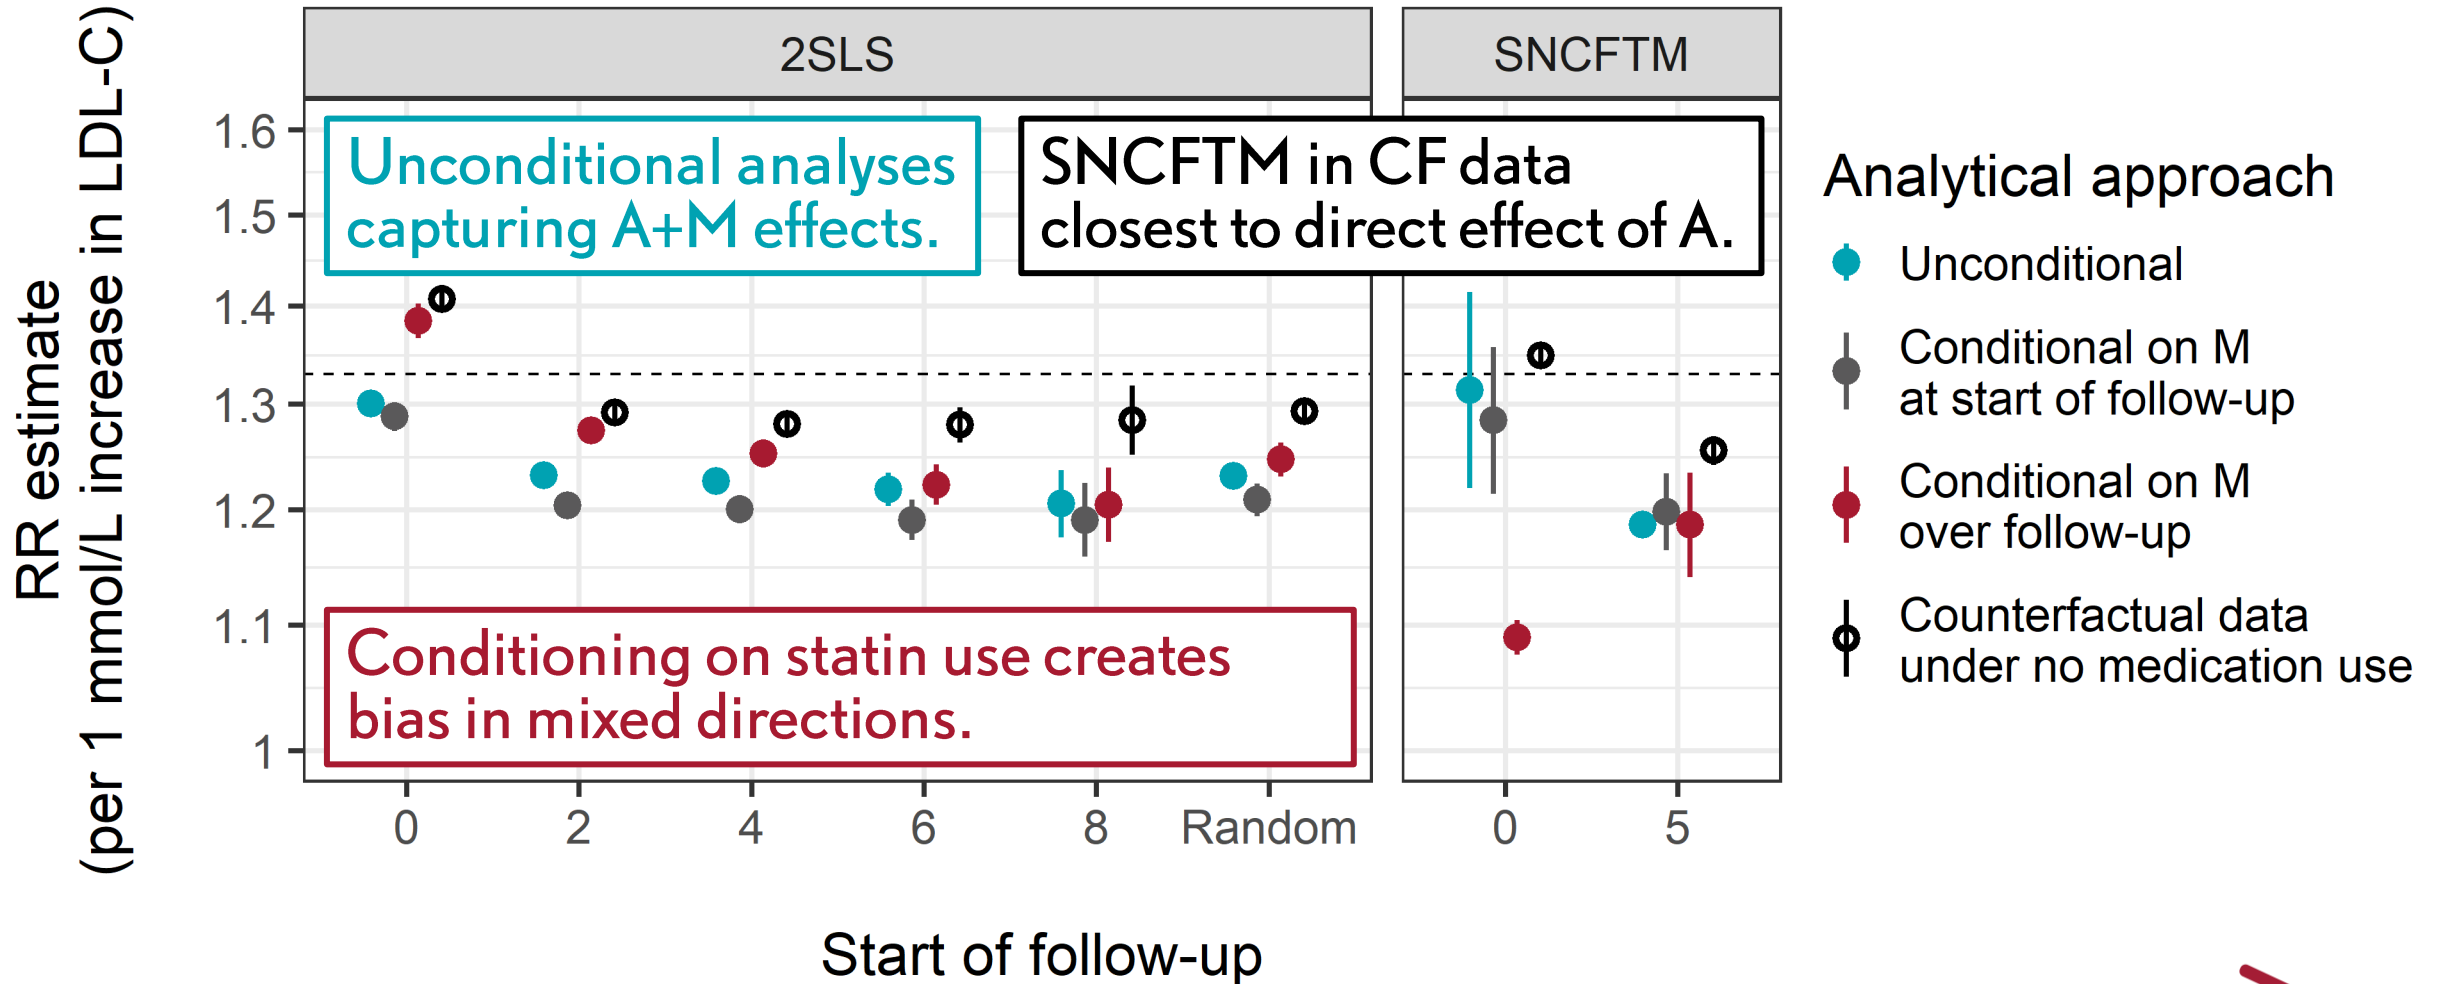 2SLS
SNCFTM
RR estimate
(per 1 mmol/L increase in LDL-C)
1.6
1.5
1.4
1.3
1.2
1.1
1
Unconditional analyses
capturing A+M effects.
SNCFTM in CF data
closest to direct effect of A.
Conditioning on statin use creates
bias in mixed directions.
0 2 4 6 8 Random
0 5
Start of follow-up
Analytical approach
Unconditional
Conditional on M
at start of follow-up
Conditional on M
over follow-up
Counterfactual data
under no medication use